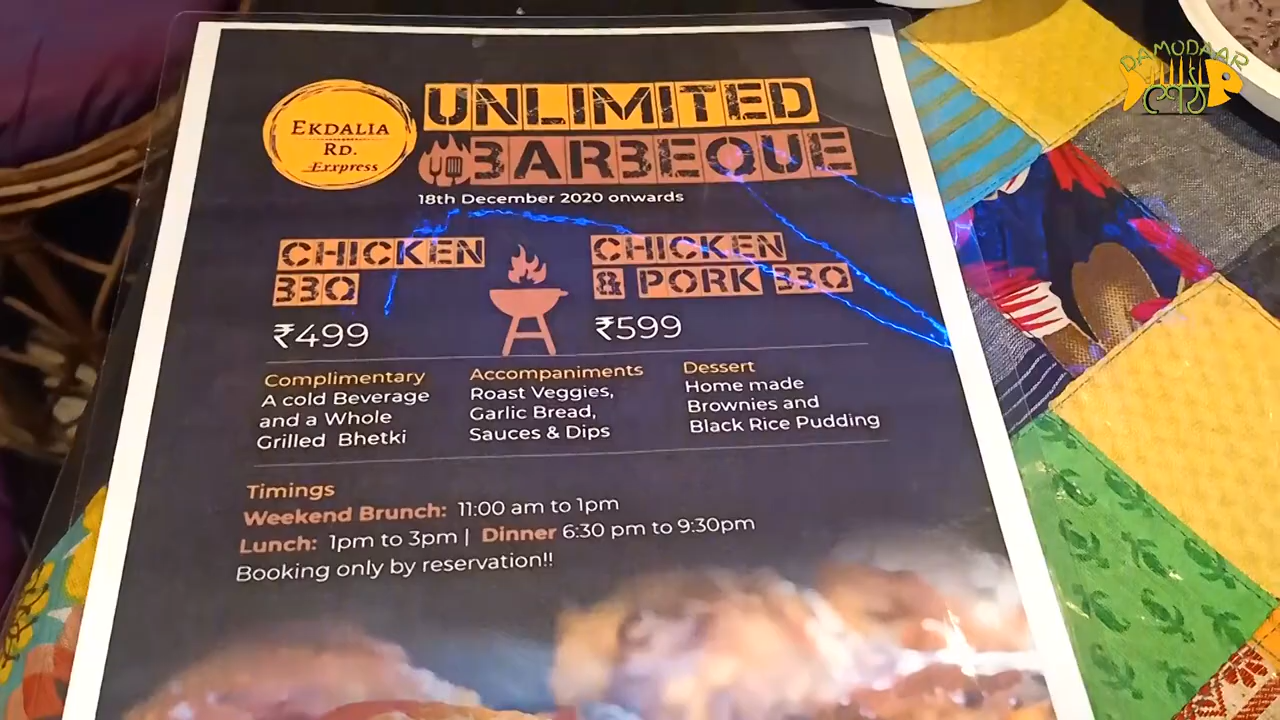 DAMODAAR
EKDALIA
RD.
Errpress
UNLIMITED
BARBEQUE
18th December 2020 onwards
CHICKEN
BBQ
₹499
CHICKEN
& PORK BBQ
₹599
Complimentary
A cold Beverage
and a Whole
Grilled Bhetki
Accompaniments
Roast Veggies,
Garlic Bread,
Sauces & Dips
Dessert
Home made
Brownies and
Black Rice Pudding
Timings
Weekend Brunch: 11:00 am to 1pm
Lunch: 1pm to 3pm | Dinner 6:30 pm to 9:30pm
Booking only by reservation!!